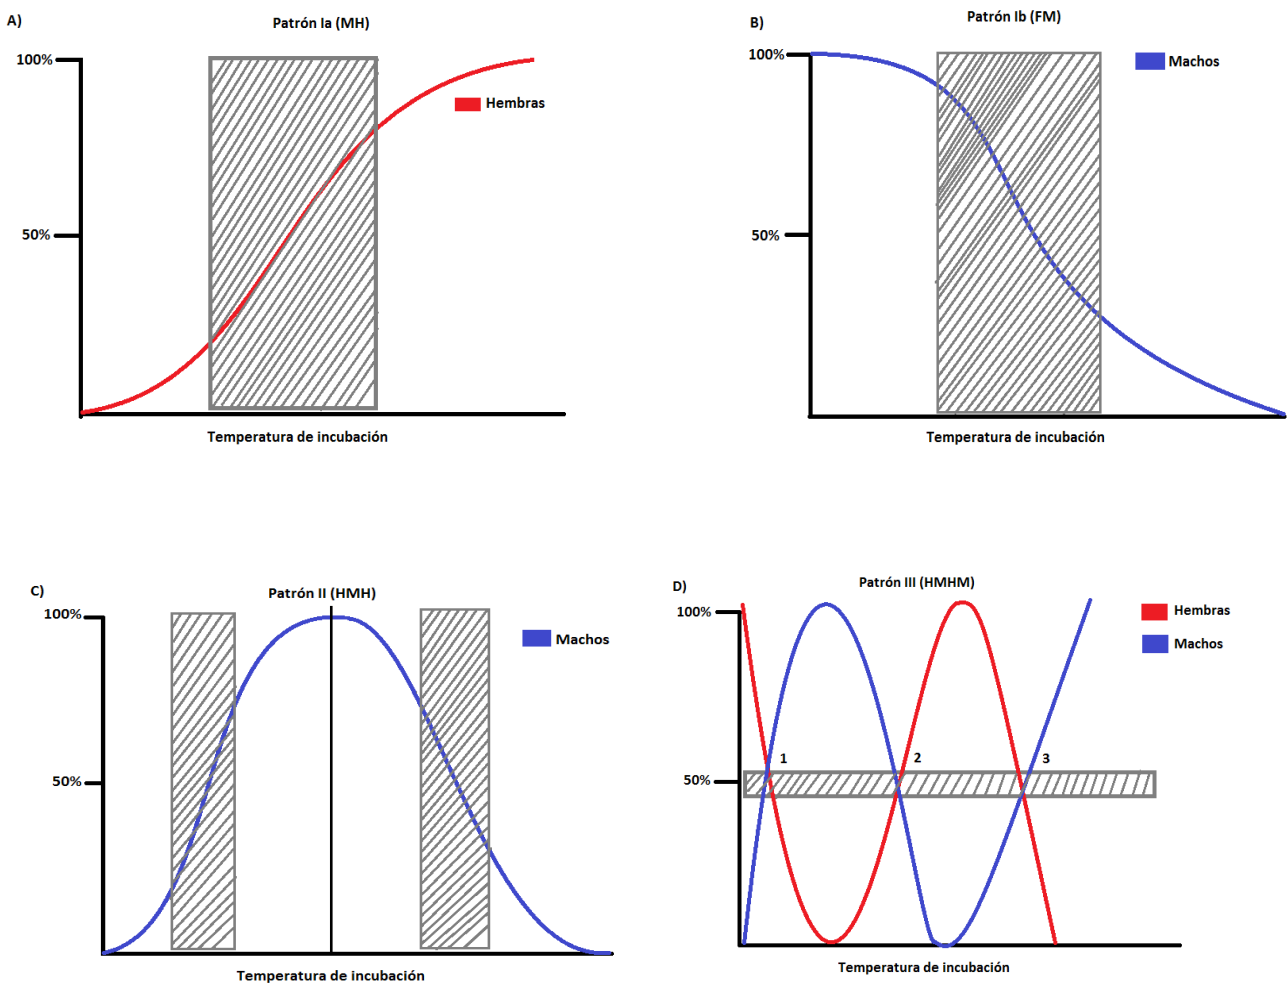 A)
Patrón Ia (MH)
100%
50%
Hembras
Temperatura de incubación
B)
Patrón Ib (FM)
100%
50%
Machos
Temperatura de incubación
C)
Patrón II (HMH)
100%
50%
Machos
Temperatura de incubación
D)
Patrón III (HMHM)
100%
50%
Hembras
Machos
1
2
3
Temperatura de incubación